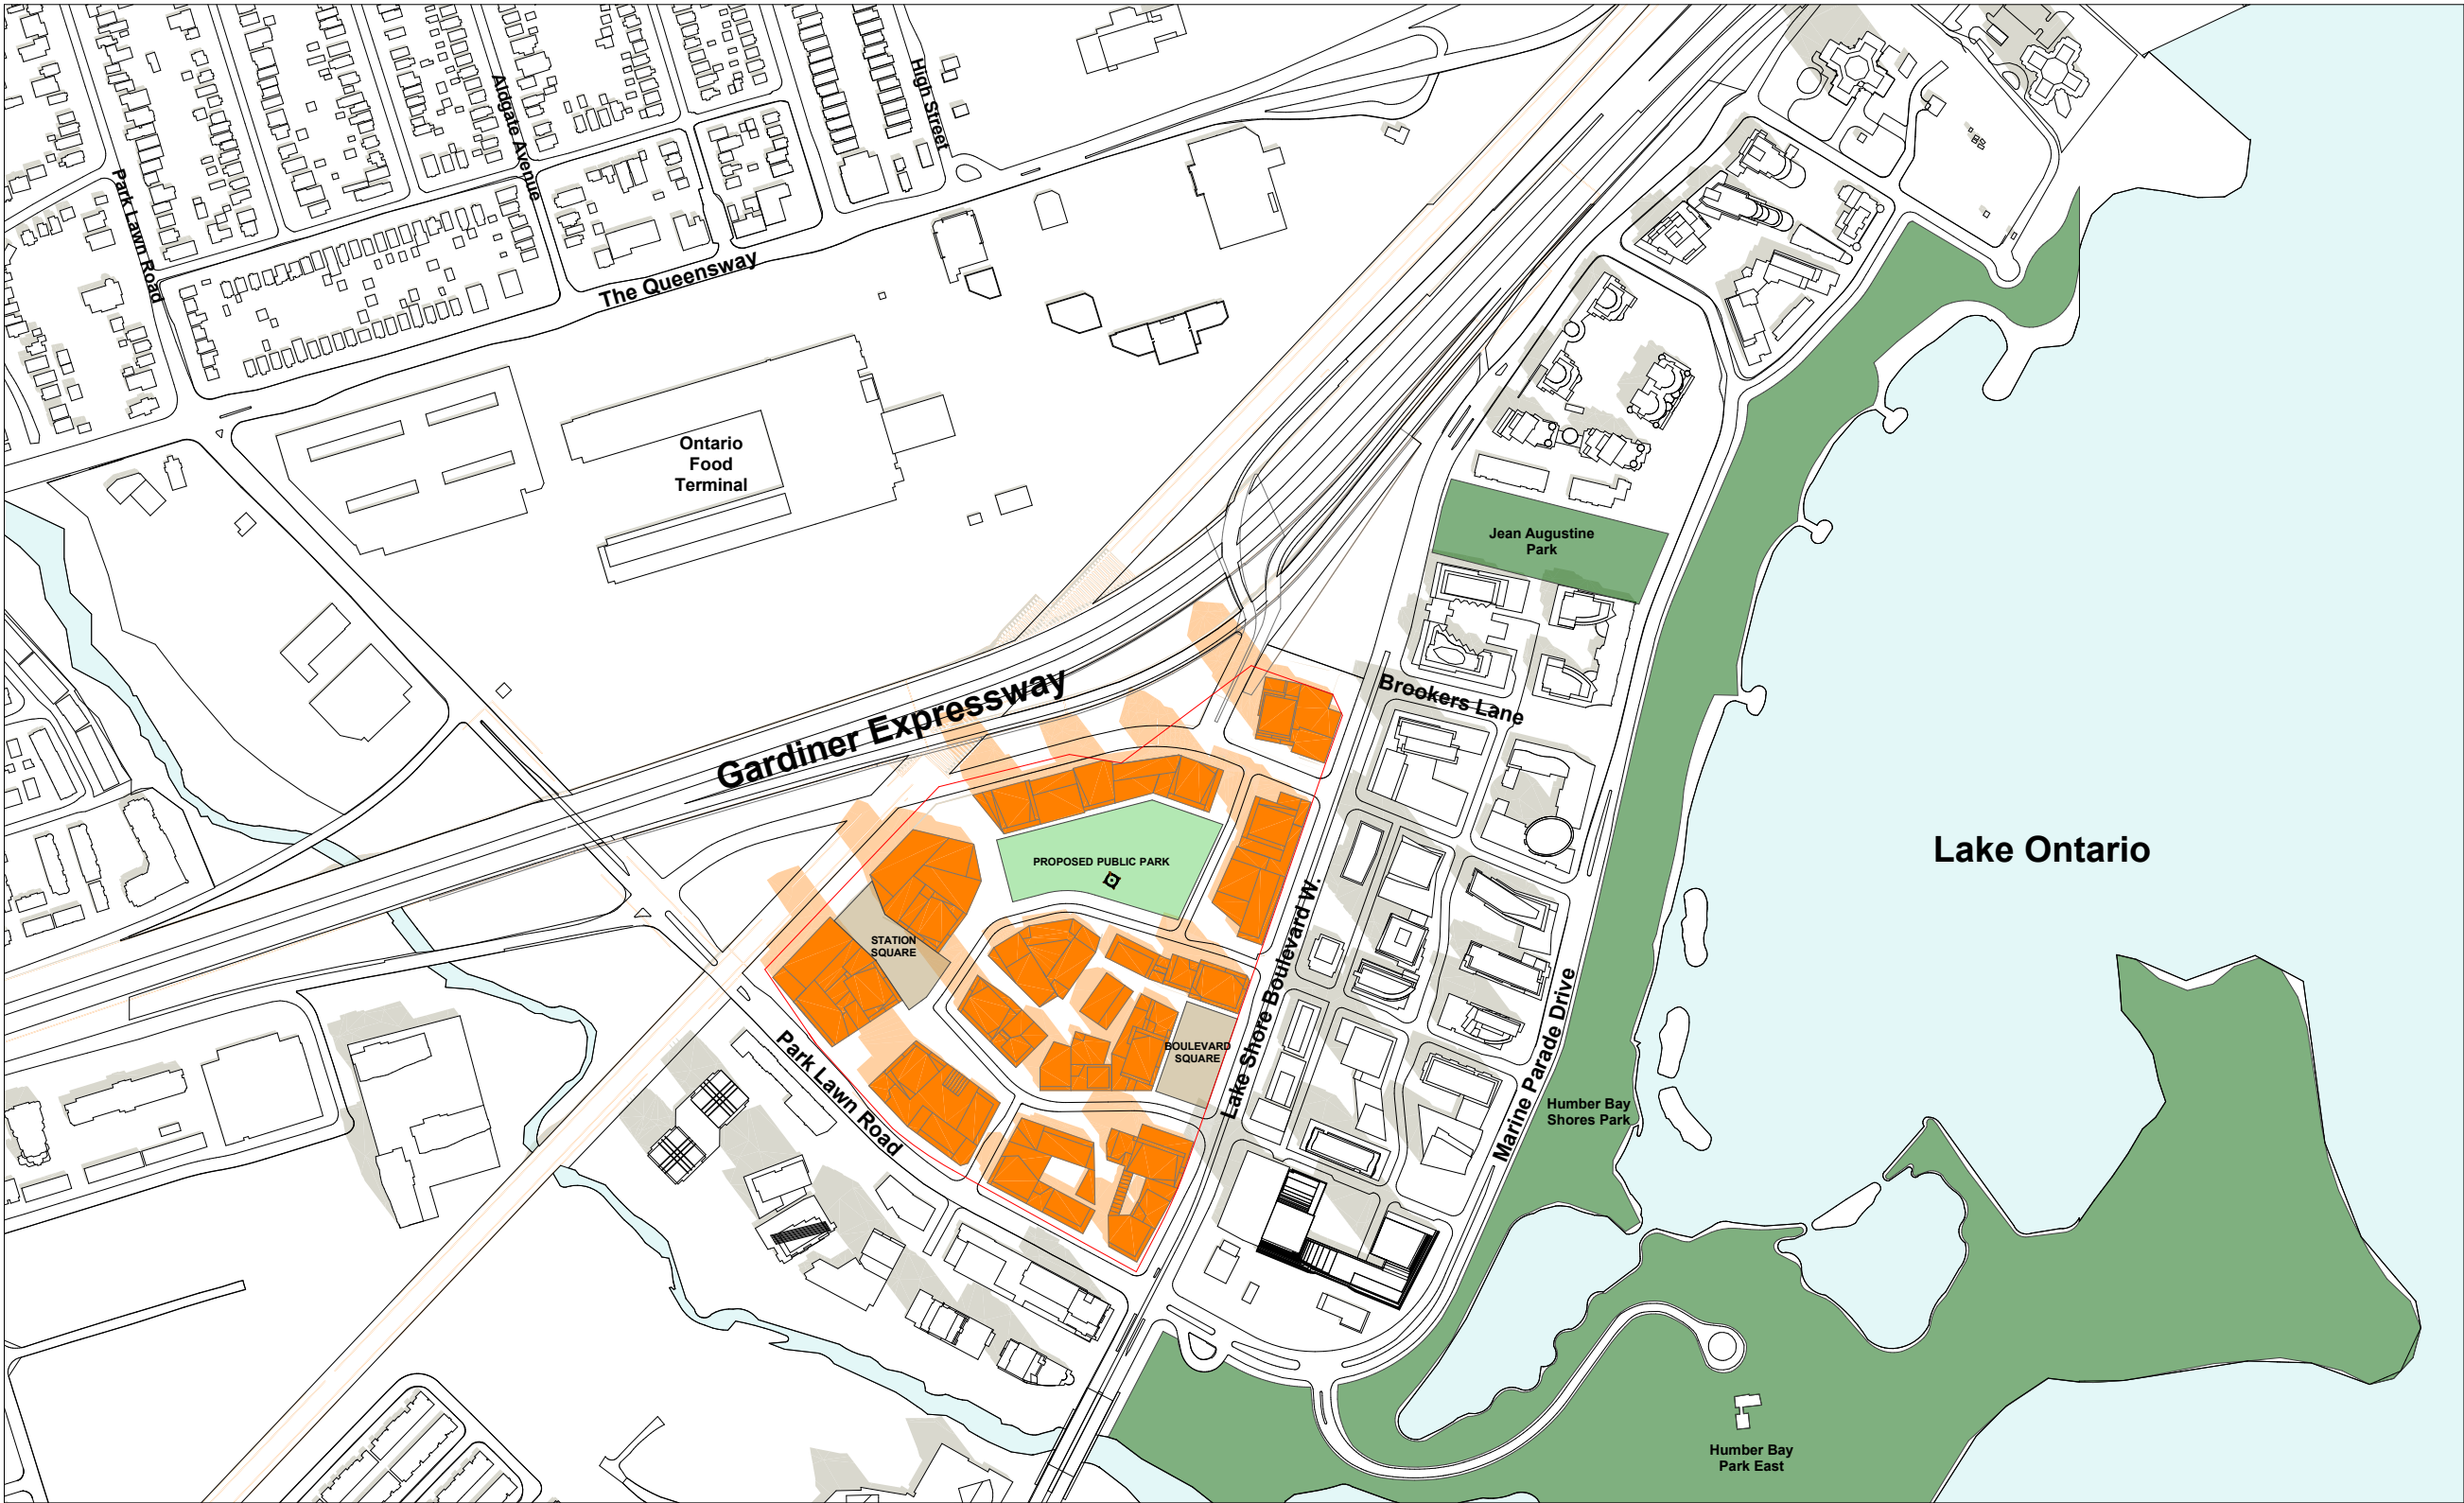 High Street
Aldgate Avenue
Park Lawn Road
The Queensway
Ontario
Food
Terminal
Jean Augustine
Park
Gardiner Expressway
Brookers Lane
PROPOSED PUBLIC PARK
Lake Ontario
STATION
SQUARE
Lake Shore Boulevard W.
BOULEVARD
SQUARE
Park Lawn Road
Marine Parade Drive
Humber Bay
Shores Park
Humber Bay
Park East